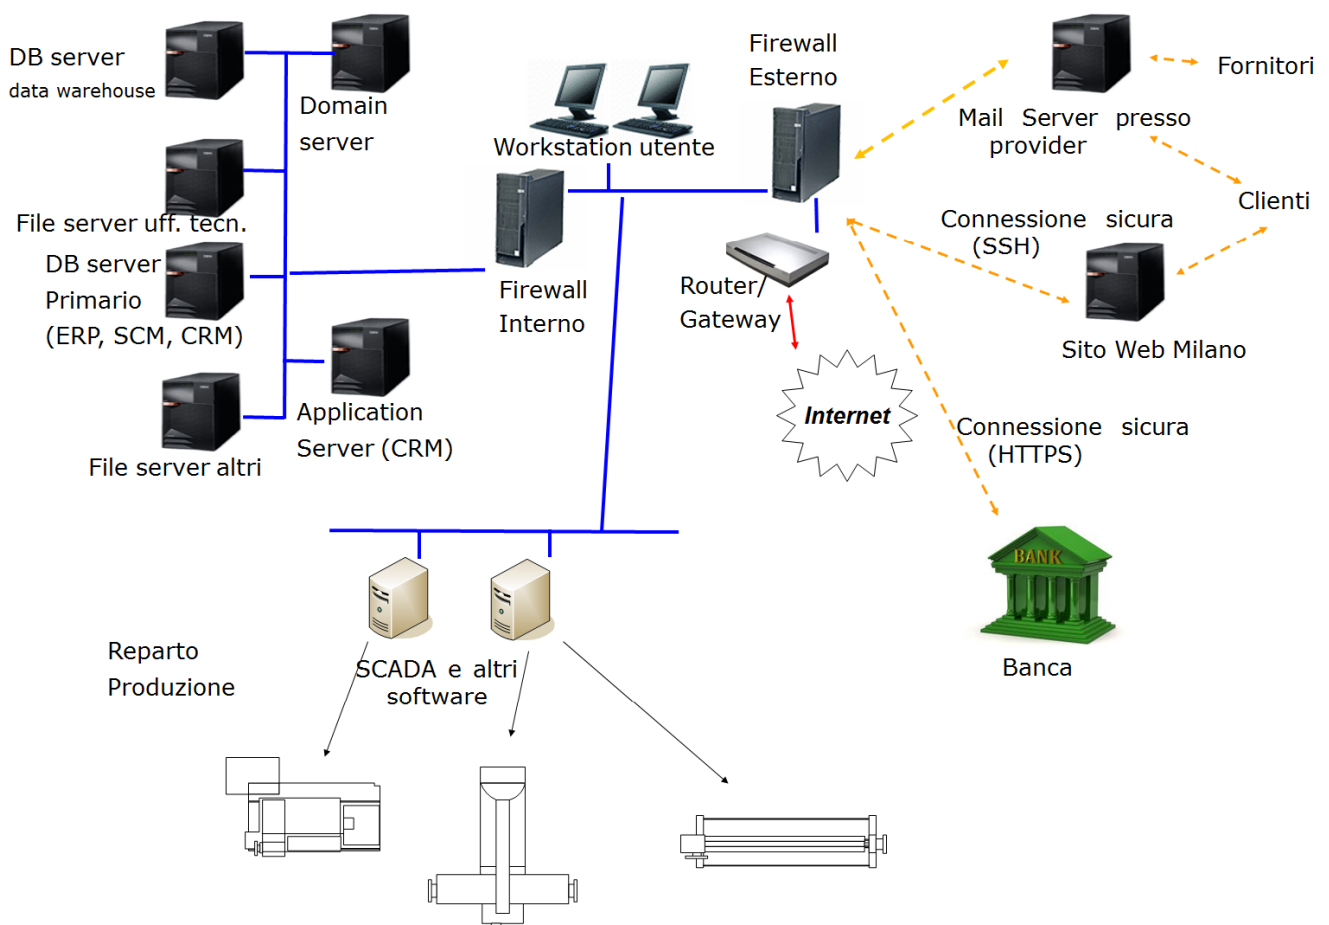 DB server
data warehouse
Domain
server
File server uff. tecn.
DB server
Primario
(ERP, SCM, CRM)
Application
Server (CRM)
File server altri
Workstation utente
Firewall
Interno
Firewall
Esterno
Router/
Gateway
Internet
Mail Server presso
provider
Fornitori
Clienti
Connessione sicura
(SSH)
Sito Web Milano
Connessione sicura
(HTTPS)
BANK
Banca
Reparto
Produzione
SCADA e altri
software